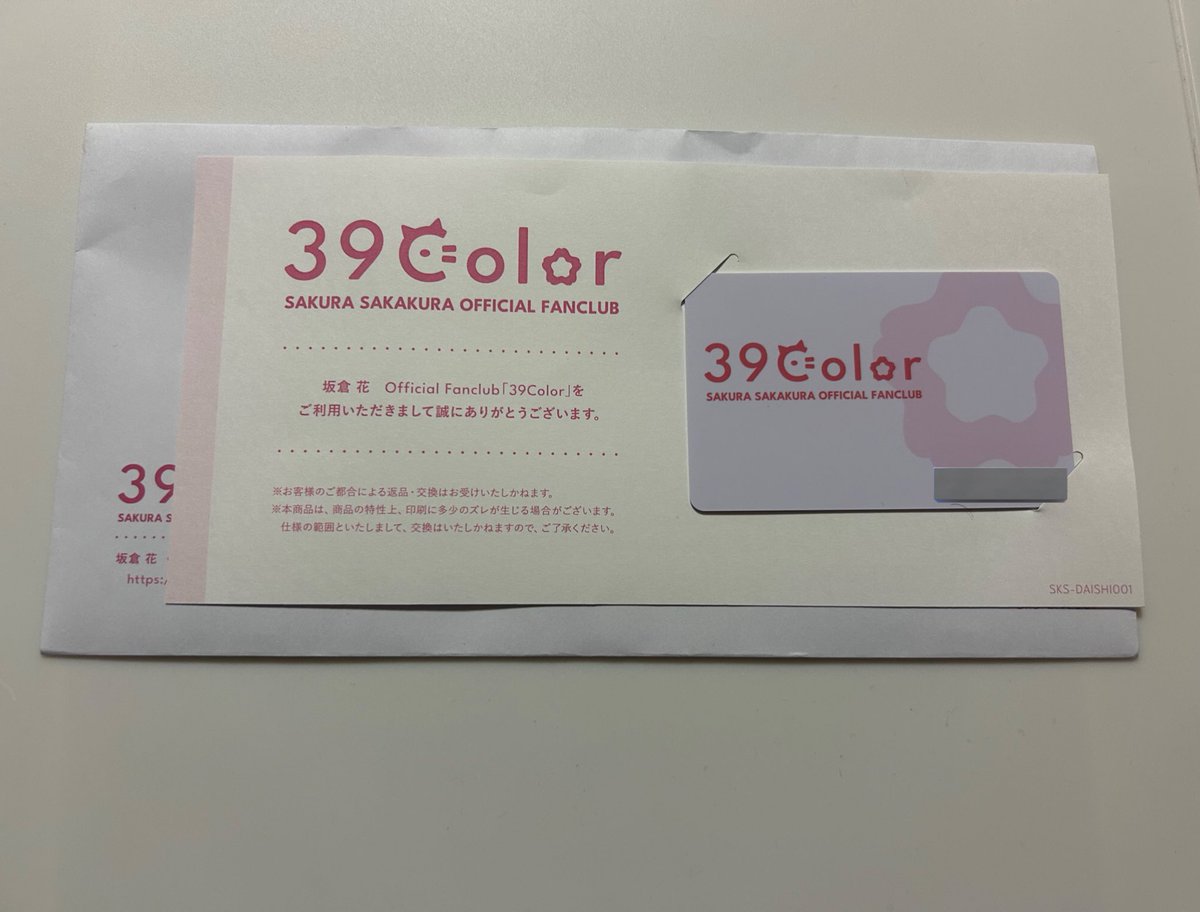 39Color
SAKURA SAKAKURA OFFICIAL FANCLUB
坂倉 花 Official Fanclub「39Color」を
ご利用いただきまして誠にありがとうございます。
※お客様のご都合による返品・交換はお受けいたしかねます。
※本商品は、商品の特性上、印刷に多少のズレが生じる場合がございます。
仕様の範囲といたしまして、交換はいたしかねますので、ご了承ください。
39Color
SAKURA SAKAKURA OFFICIAL FANCLUB
SKS-DAISHI001
39
SAKURA S
坂倉 花
https:/